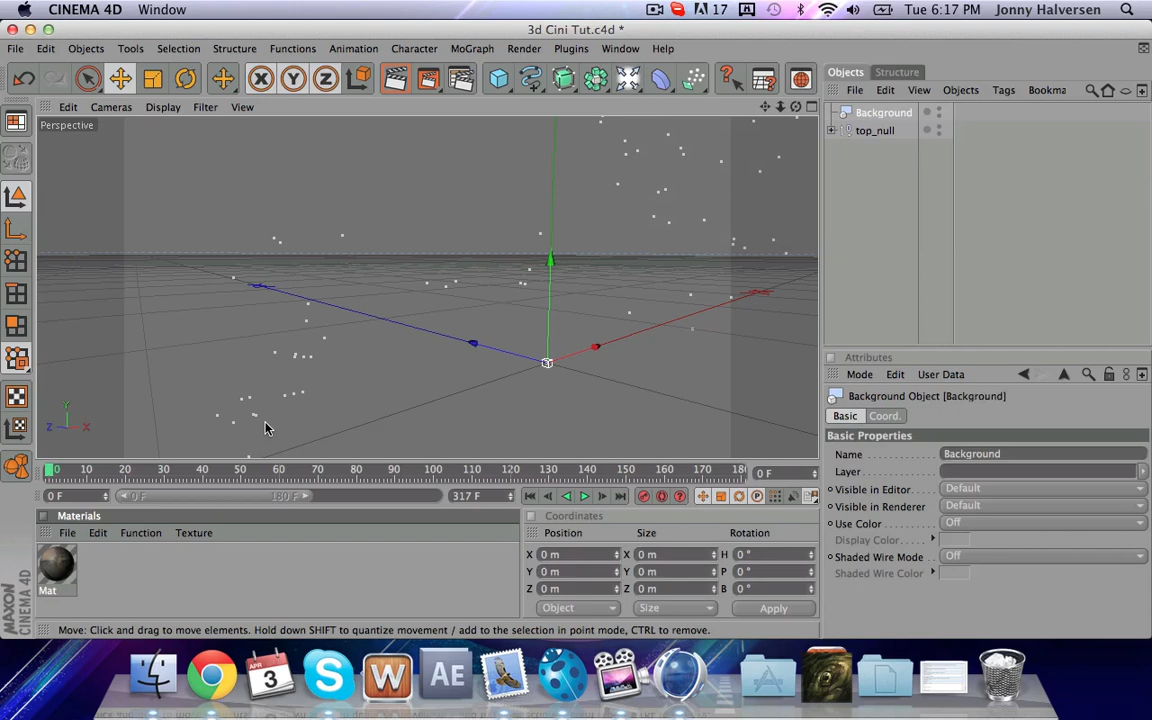 CINEMA 4D Window 17 Tue 6:17 PM Jonny Halversen
3d Cini Tut.c4d *
File Edit Objects Tools Selection Structure Functions Animation Character MoGraph Render Plugins Window Help
X Y Z
Objects Structure
File Edit View Objects Tags Bookma
Edit Cameras Display Filter View
Perspective
Background
top_null
Y
Z X
Attributes
Mode Edit User Data
Background Object [Background]
Basic Coord.
Basic Properties
Name Background
Layer
Visible in Editor Default
Visible in Renderer Default
Use Color Off
Display Color
Shaded Wire Mode Off
Shaded Wire Color
0 10 20 30 40 50 60 70 80 90 100 110 120 130 140 150 160 170 180 0 F
0 F 0 F 180 F 317 F
Materials
File Edit Function Texture
Mat
Coordinates
Position Size Rotation
X 0 m X 0 m H 0 °
Y 0 m Y 0 m P 0 °
Z 0 m Z 0 m B 0 °
Object Size Apply
MAXON
CINEMA 4D
Move: Click and drag to move elements. Hold down SHIFT to quantize movement / add to the selection in point mode, CTRL to remove.
APR
3
S
W
AE